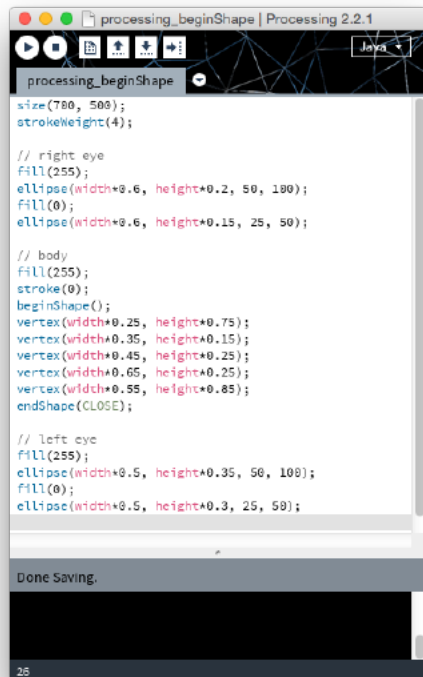 processing_beginShape | Processing 2.2.1
Java
processing_beginShape
size(700, 500);
strokeWeight(4);
// right eye
fill(255);
ellipse(width*0.6, height*0.2, 50, 100);
fill(0);
ellipse(width*0.6, height*0.15, 25, 50);
// body
fill(255);
stroke(0);
beginShape();
vertex(width*0.25, height*0.75);
vertex(width*0.35, height*0.15);
vertex(width*0.45, height*0.25);
vertex(width*0.65, height*0.25);
vertex(width*0.55, height*0.85);
endShape(CLOSE);
// left eye
fill(255);
ellipse(width*0.5, height*0.35, 50, 100);
fill(0);
ellipse(width*0.5, height*0.3, 25, 50);
Done Saving.
26